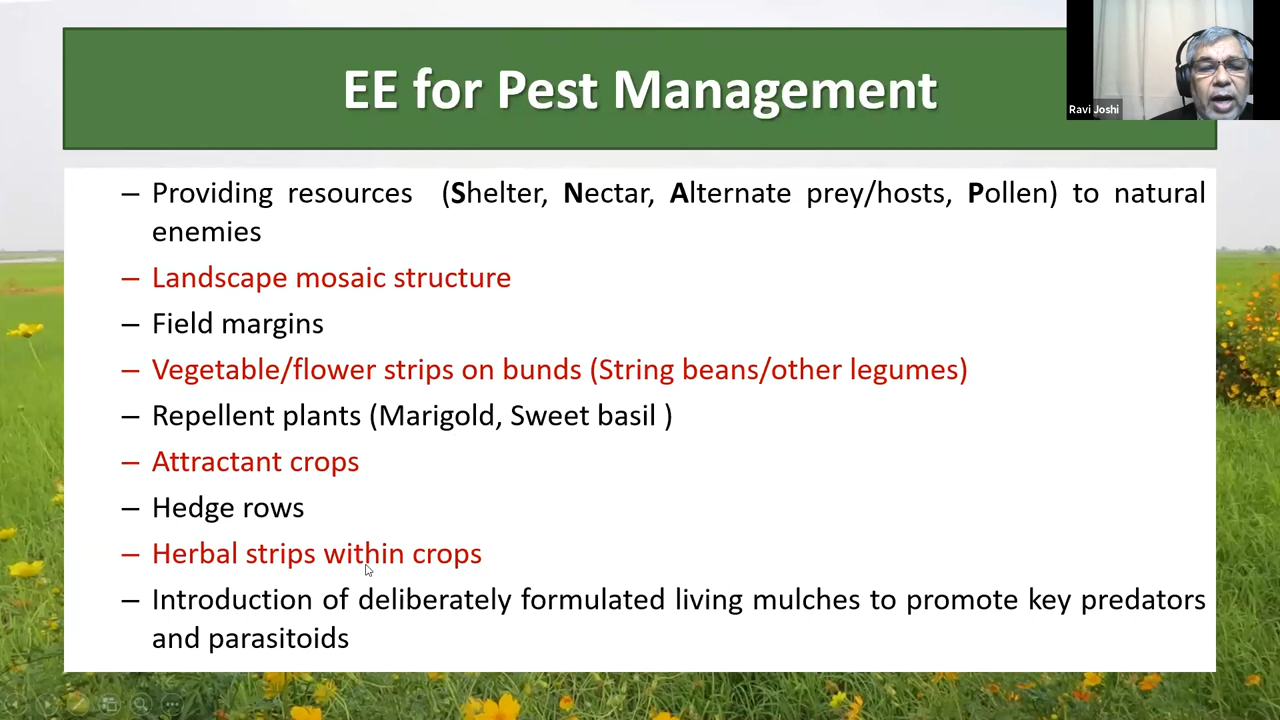 EE for Pest Management
Ravi Joshi
– Providing resources (Shelter, Nectar, Alternate prey/hosts, Pollen) to natural
enemies
– Landscape mosaic structure
– Field margins
– Vegetable/flower strips on bunds (String beans/other legumes)
– Repellent plants (Marigold, Sweet basil )
– Attractant crops
– Hedge rows
– Herbal strips within crops
– Introduction of deliberately formulated living mulches to promote key predators
and parasitoids